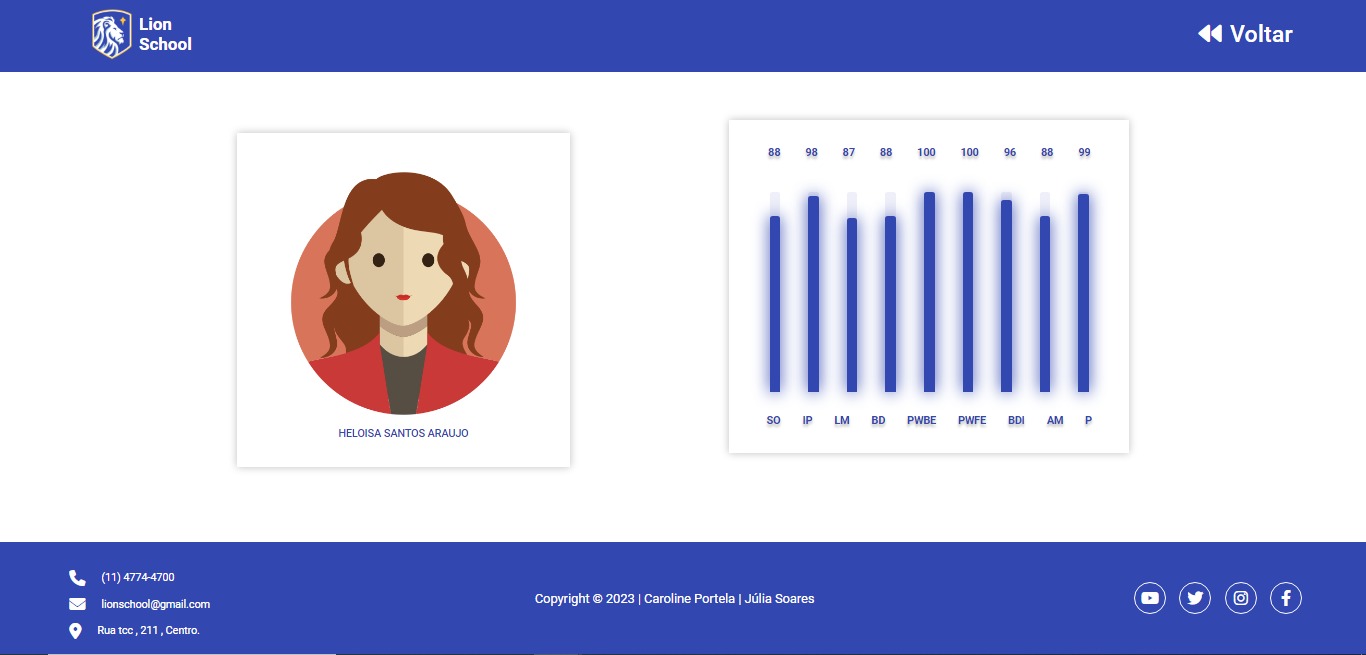 Lion
School
Voltar
88 98 87 88 100 100 96 88 99
SO IP LM BD PWBE PWFE BDI AM P
HELOISA SANTOS ARAUJO
(11) 4774-4700
lionschool@gmail.com
Rua tcc , 211 , Centro.
Copyright © 2023 | Caroline Portela | Júlia Soares